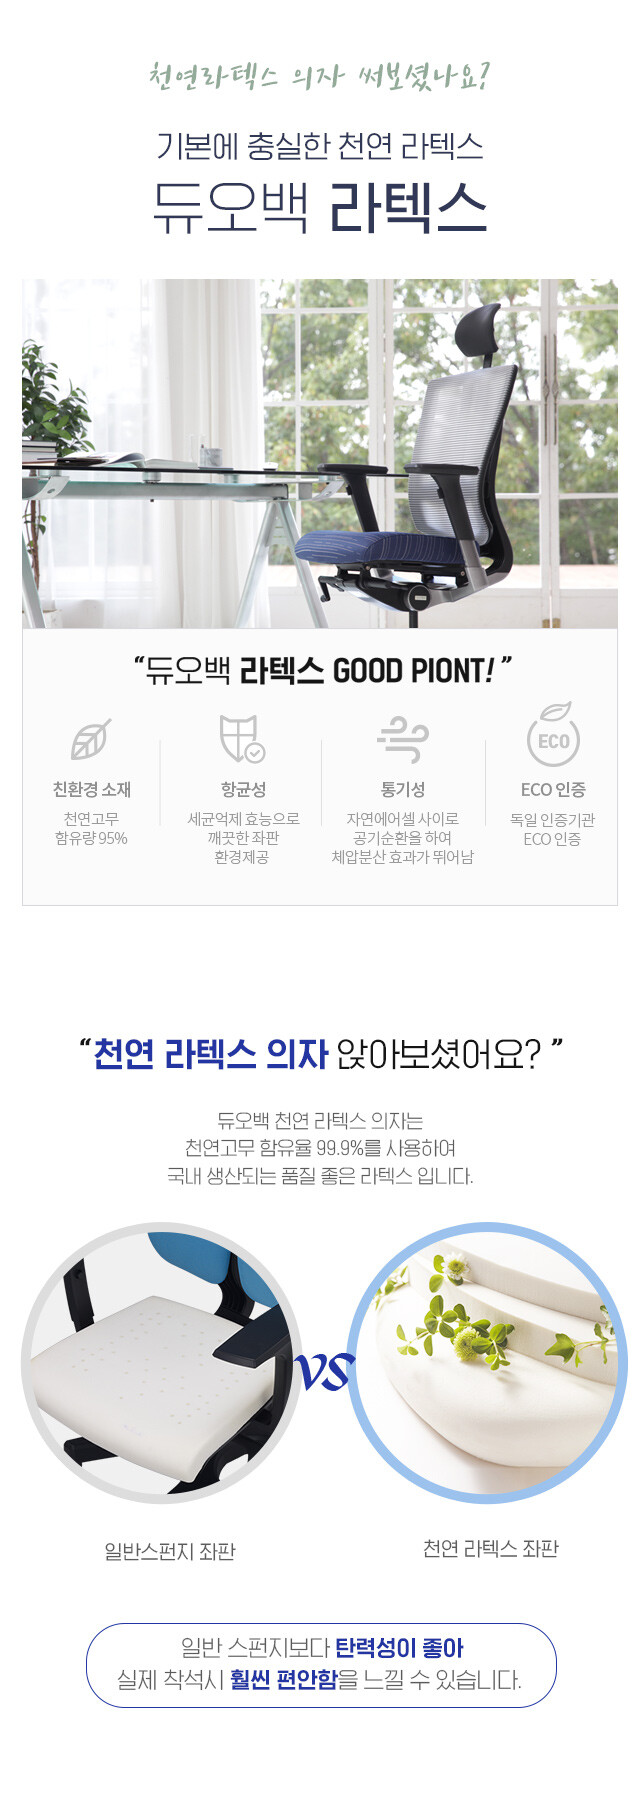 천연라텍스 의자 써보셨나요?
기본에 충실한 천연 라텍스
듀오백 라텍스
“듀오백 라텍스 GOOD PIONT!”
친환경 소재
천연고무
함유량 95%
항균성
세균억제 효능으로
깨끗한 좌판
환경제공
통기성
자연에어셀 사이로
공기순환을 하여
체압분산 효과가 뛰어남
ECO
ECO 인증
독일 인증기관
ECO 인증
“천연 라텍스 의자 앉아보셨어요?”
듀오백 천연 라텍스 의자는
천연고무 함유율 99.9%를 사용하여
국내 생산되는 품질 좋은 라텍스 입니다.
vs
일반스펀지 좌판
천연 라텍스 좌판
일반 스펀지보다 탄력성이 좋아
실제 착석시 훨씬 편안함을 느낄 수 있습니다.